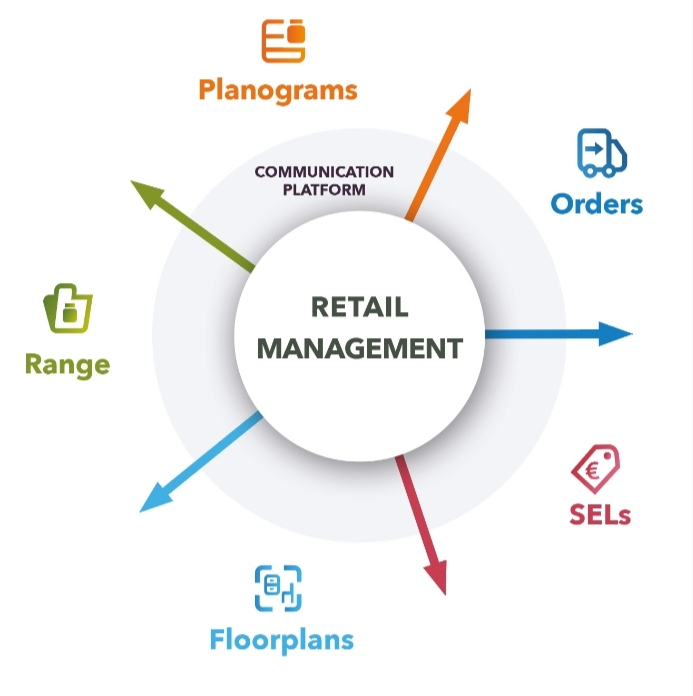 Planograms
COMMUNICATION
PLATFORM
Orders
RETAIL
MANAGEMENT
Range
€
SELs
Floorplans